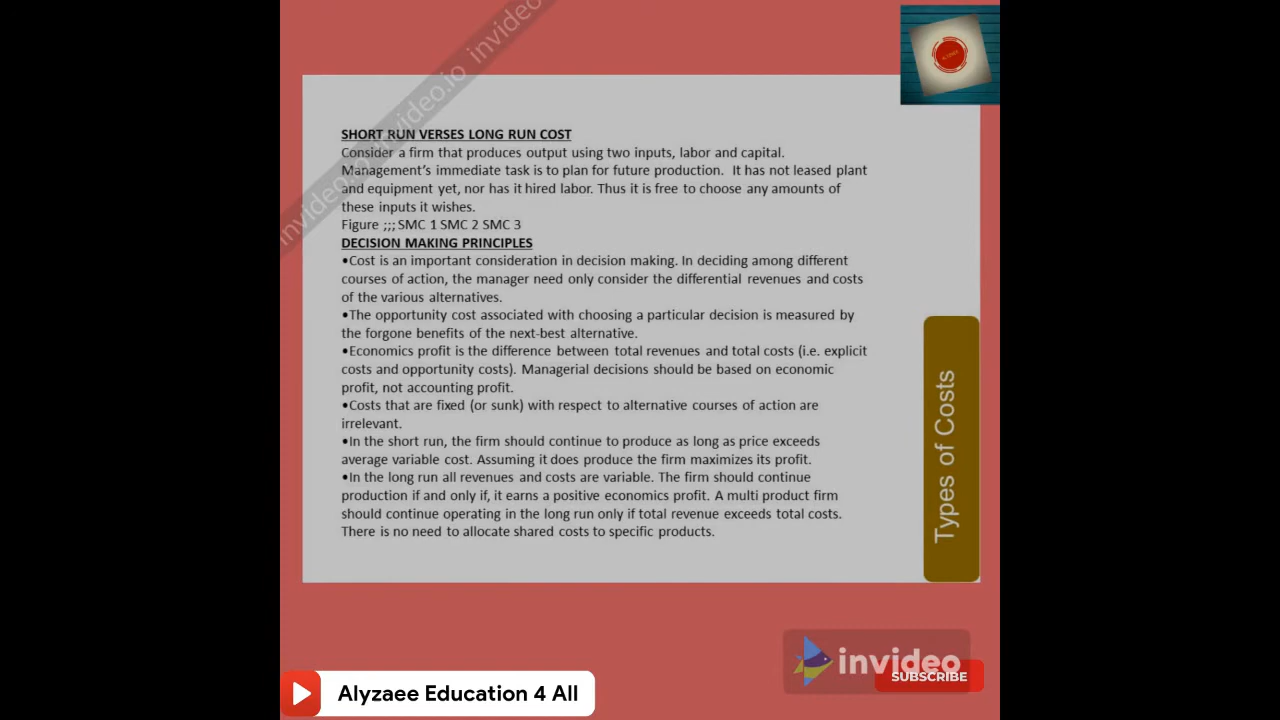 invideo.io invideo.io invideo
SHORT RUN VERSES LONG RUN COST
Consider a firm that produces output using two inputs, labor and capital.
Management's immediate task is to plan for future production.  It has not leased plant
and equipment yet, nor has it hired labor. Thus it is free to choose any amounts of
these inputs it wishes.
Figure ;;; SMC 1 SMC 2 SMC 3
DECISION MAKING PRINCIPLES
•Cost is an important consideration in decision making. In deciding among different
courses of action, the manager need only consider the differential revenues and costs
of the various alternatives.
•The opportunity cost associated with choosing a particular decision is measured by
the forgone benefits of the next-best alternative.
•Economics profit is the difference between total revenues and total costs (i.e. explicit
costs and opportunity costs). Managerial decisions should be based on economic
profit, not accounting profit.
•Costs that are fixed (or sunk) with respect to alternative courses of action are
irrelevant.
•In the short run, the firm should continue to produce as long as price exceeds
average variable cost. Assuming it does produce the firm maximizes its profit.
•In the long run all revenues and costs are variable. The firm should continue
production if and only if, it earns a positive economics profit. A multi product firm
should continue operating in the long run only if total revenue exceeds total costs.
There is no need to allocate shared costs to specific products.
Types of Costs
invideo
SUBSCRIBE
Alyzaee Education 4 All